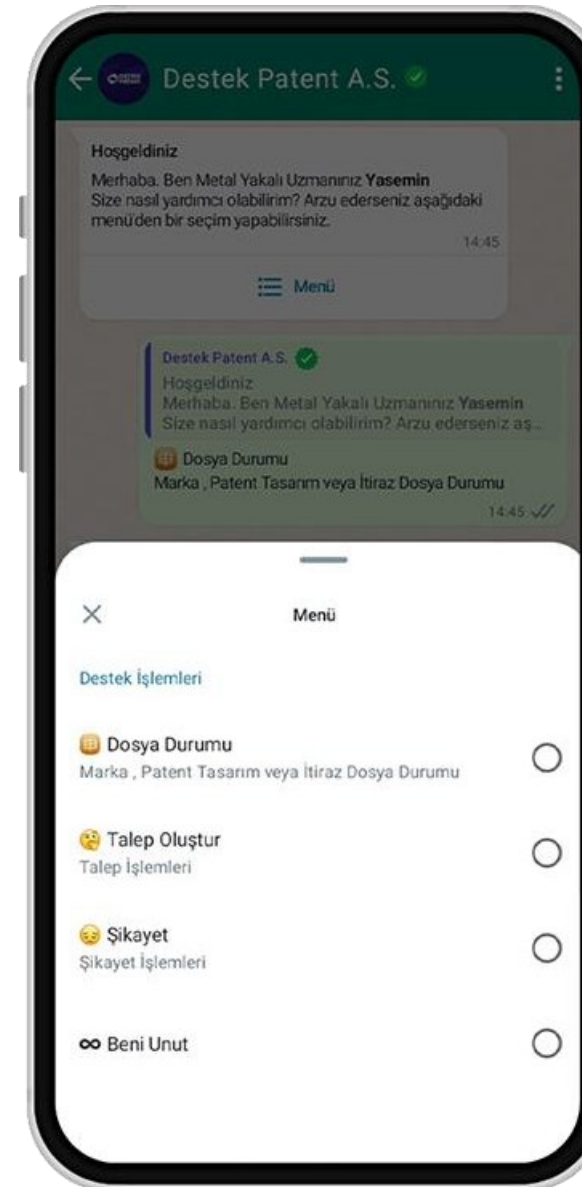 Destek Patent A.S.
Hoşgeldiniz
Merhaba. Ben Metal Yakalı Uzmanınız Yasemin
Size nasıl yardımcı olabilirim? Arzu ederseniz aşağıdaki
menü'den bir seçim yapabilirsiniz.
14:45
Menü
Destek Patent A.S.
Hoşgeldiniz
Merhaba. Ben Metal Yakalı Uzmanınız Yasemin
Size nasıl yardımcı olabilirim? Arzu ederseniz aş...
Dosya Durumu
Marka , Patent Tasarım veya İtiraz Dosya Durumu
14:45
Menü
Destek İşlemleri
Dosya Durumu
Marka , Patent Tasarım veya İtiraz Dosya Durumu
Talep Oluştur
Talep İşlemleri
Şikayet
Şikayet İşlemleri
Beni Unut